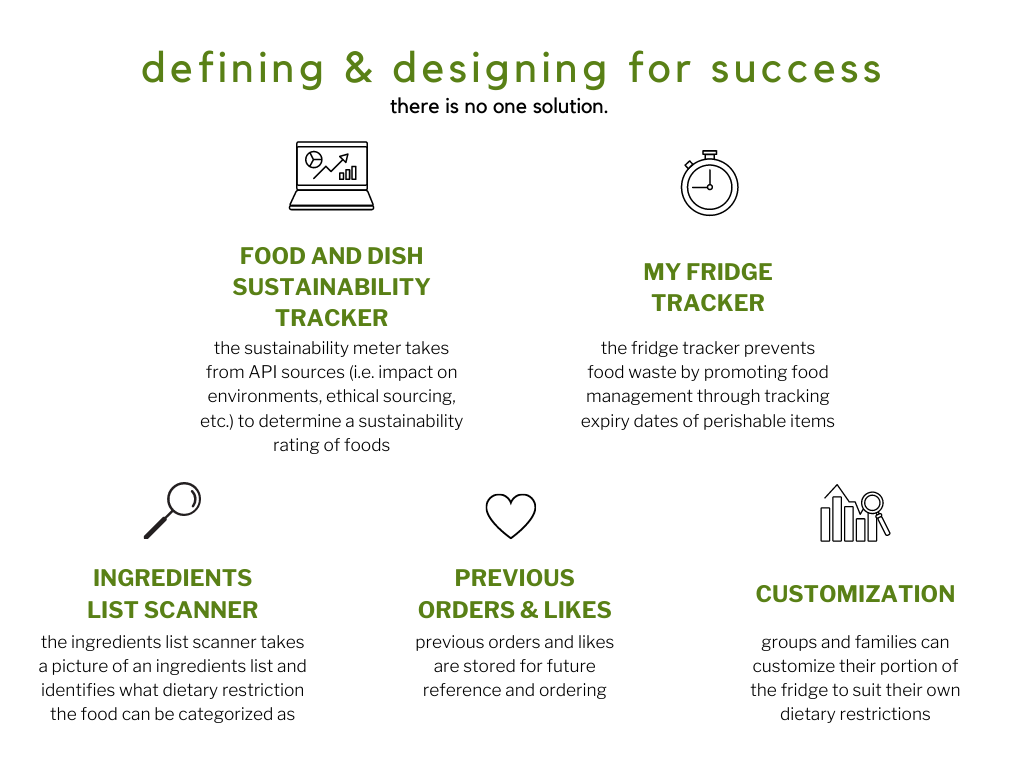 defining & designing for success
there is no one solution.
FOOD AND DISH
SUSTAINABILITY
TRACKER
the sustainability meter takes
from API sources (i.e. impact on
environments, ethical sourcing,
etc.) to determine a sustainability
rating of foods
MY FRIDGE
TRACKER
the fridge tracker prevents
food waste by promoting food
management through tracking
expiry dates of perishable items
INGREDIENTS
LIST SCANNER
the ingredients list scanner takes
a picture of an ingredients list and
identifies what dietary restriction
the food can be categorized as
PREVIOUS
ORDERS & LIKES
previous orders and likes
are stored for future
reference and ordering
CUSTOMIZATION
groups and families can
customize their portion of
the fridge to suit their own
dietary restrictions